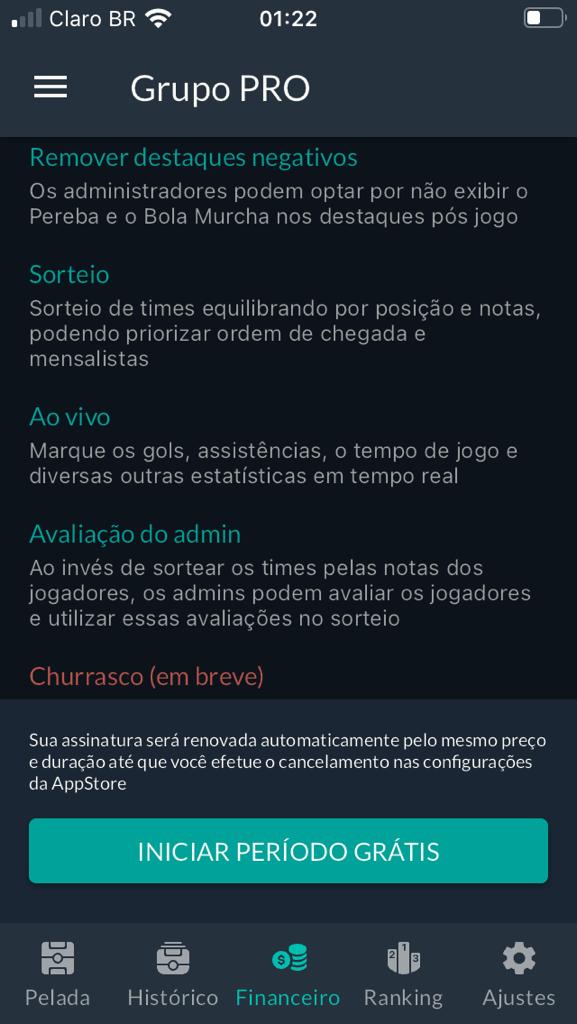 Claro BR
01:22
Grupo PRO
Remover destaques negativos
Os administradores podem optar por não exibir o
Pereba e o Bola Murcha nos destaques pós jogo
Sorteio
Sorteio de times equilibrando por posição e notas,
podendo priorizar ordem de chegada e
mensalistas
Ao vivo
Marque os gols, assistências, o tempo de jogo e
diversas outras estatísticas em tempo real
Avaliação do admin
Ao invés de sortear os times pelas notas dos
jogadores, os admins podem avaliar os jogadores
e utilizar essas avaliações no sorteio
Churrasco (em breve)
Sua assinatura será renovada automaticamente pelo mesmo preço
e duração até que você efetue o cancelamento nas configurações
da AppStore
INICIAR PERÍODO GRÁTIS
Pelada
Histórico
Financeiro
Ranking
Ajustes